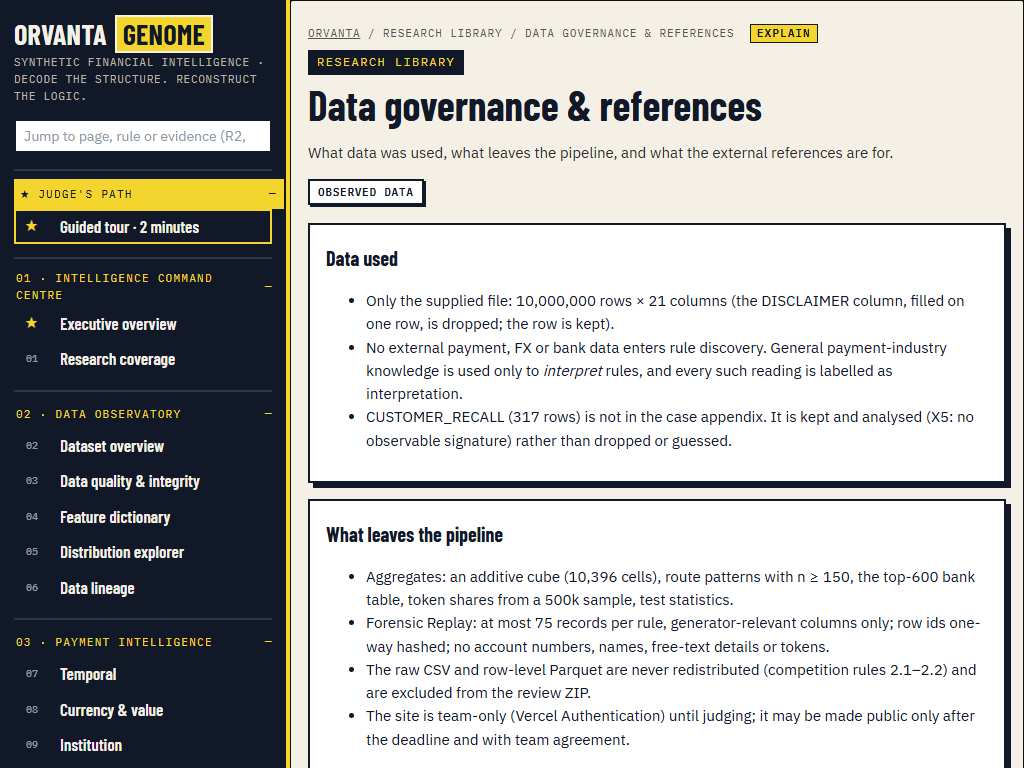 ORVANTA GENOME
SYNTHETIC FINANCIAL INTELLIGENCE ·
DECODE THE STRUCTURE. RECONSTRUCT
THE LOGIC.
Jump to page, rule or evidence (R2,
★ JUDGE'S PATH –
★ Guided tour · 2 minutes
01 · INTELLIGENCE COMMAND
CENTRE –
★ Executive overview
01 Research coverage
02 · DATA OBSERVATORY –
02 Dataset overview
03 Data quality & integrity
04 Feature dictionary
05 Distribution explorer
06 Data lineage
03 · PAYMENT INTELLIGENCE –
07 Temporal
08 Currency & value
09 Institution
ORVANTA / RESEARCH LIBRARY / DATA GOVERNANCE & REFERENCES EXPLAIN
RESEARCH LIBRARY
Data governance & references
What data was used, what leaves the pipeline, and what the external references are for.
OBSERVED DATA
Data used
• Only the supplied file: 10,000,000 rows × 21 columns (the DISCLAIMER column, filled on
one row, is dropped; the row is kept).
• No external payment, FX or bank data enters rule discovery. General payment-industry
knowledge is used only to interpret rules, and every such reading is labelled as
interpretation.
• CUSTOMER_RECALL (317 rows) is not in the case appendix. It is kept and analysed (X5: no
observable signature) rather than dropped or guessed.
What leaves the pipeline
• Aggregates: an additive cube (10,396 cells), route patterns with n ≥ 150, the top-600 bank
table, token shares from a 500k sample, test statistics.
• Forensic Replay: at most 75 records per rule, generator-relevant columns only; row ids one-
way hashed; no account numbers, names, free-text details or tokens.
• The raw CSV and row-level Parquet are never redistributed (competition rules 2.1–2.2) and
are excluded from the review ZIP.
• The site is team-only (Vercel Authentication) until judging; it may be made public only after
the deadline and with team agreement.